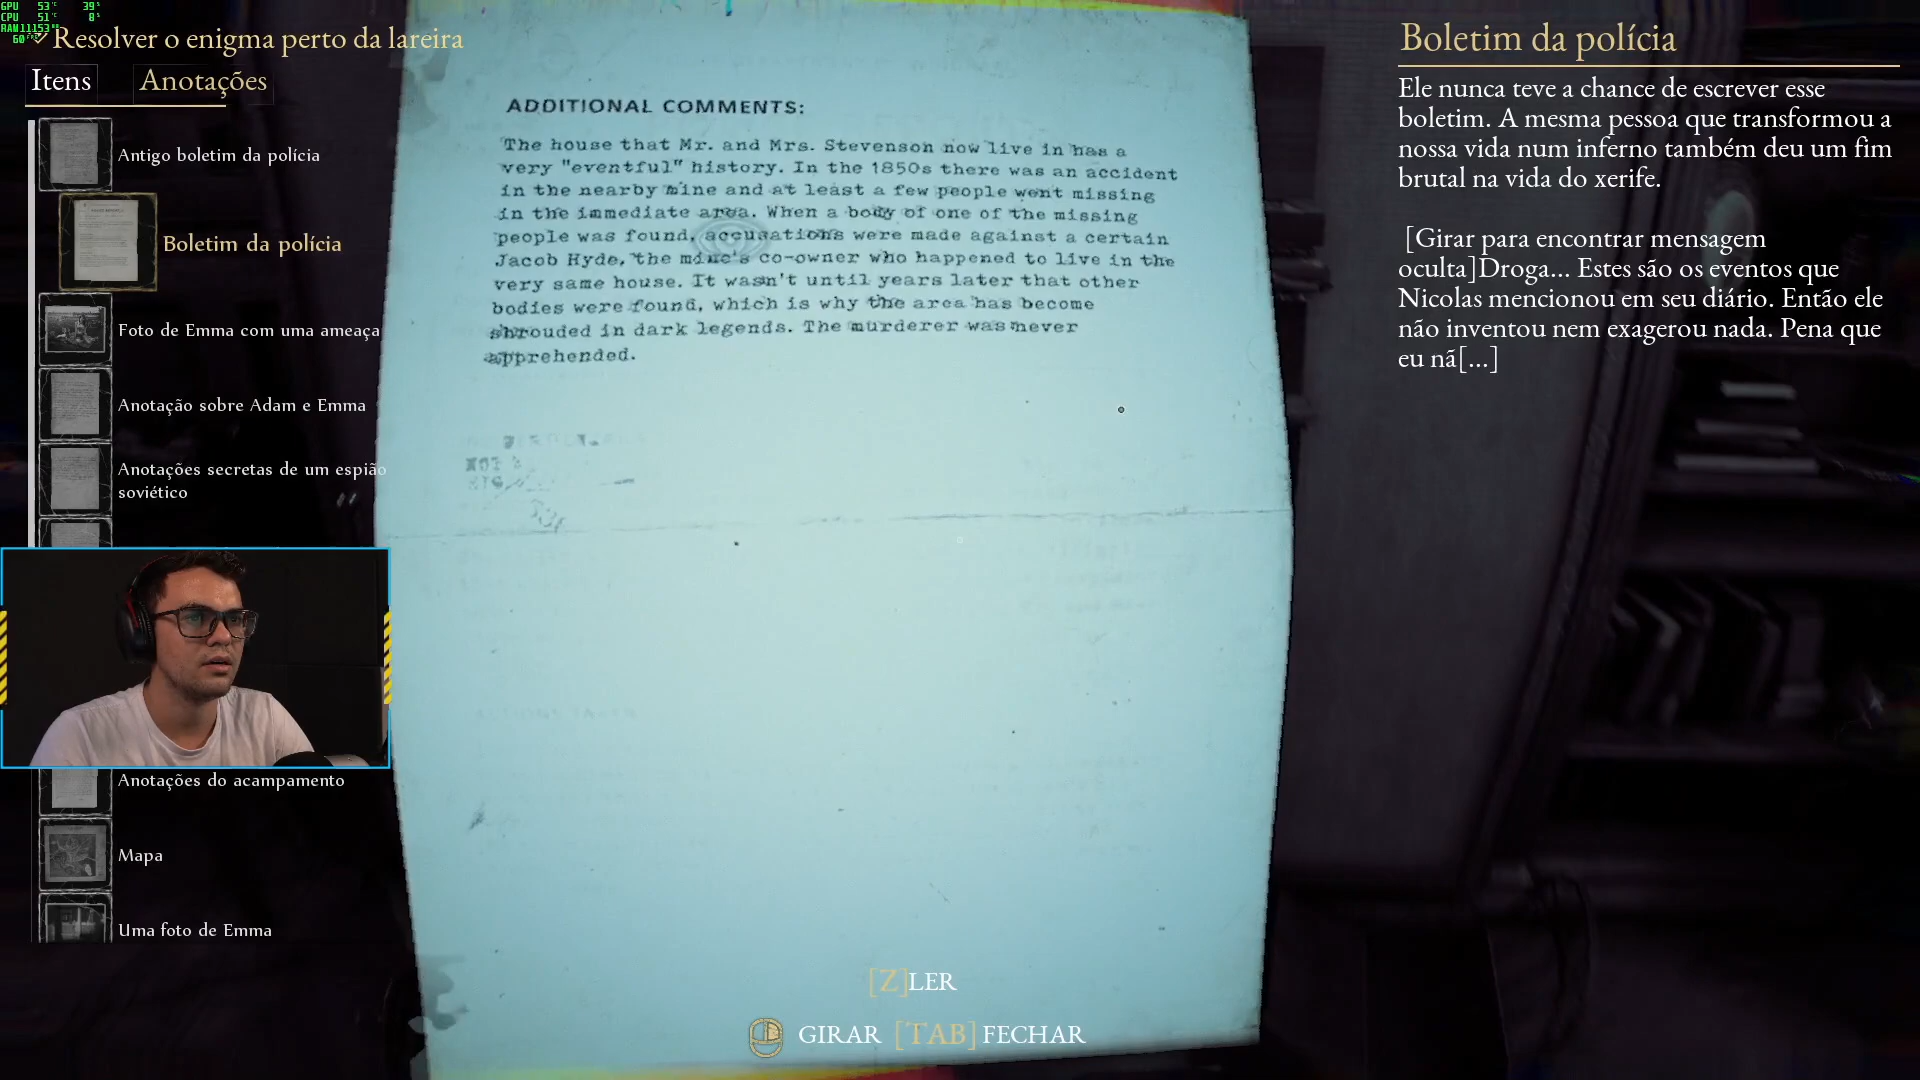 GPU 53°C 39%
CPU 51°C 8%
RAM 11153 MB
60 FPS
Resolver o enigma perto da lareira
Itens Anotações
Antigo boletim da polícia
Boletim da polícia
Foto de Emma com uma ameaça
Anotação sobre Adam e Emma
Anotações secretas de um espião
soviético
Anotações do acampamento
Mapa
Uma foto de Emma
ADDITIONAL COMMENTS:
The house that Mr. and Mrs. Stevenson now live in has a
very "eventful" history. In the 1850s there was an accident
in the nearby mine and at least a few people went missing
in the immediate area. When a body of one of the missing
people was found, accusations were made against a certain
Jacob Hyde, the mine's co-owner who happened to live in the
very same house. It wasn't until years later that other
bodies were found, which is why the area has become
shrouded in dark legends. The murderer was never
apprehended.
[Z]LER
GIRAR [TAB] FECHAR
Boletim da polícia
Ele nunca teve a chance de escrever esse
boletim. A mesma pessoa que transformou a
nossa vida num inferno também deu um fim
brutal na vida do xerife.
[Girar para encontrar mensagem
oculta]Droga... Estes são os eventos que
Nicolas mencionou em seu diário. Então ele
não inventou nem exagerou nada. Pena que
eu nã[...]